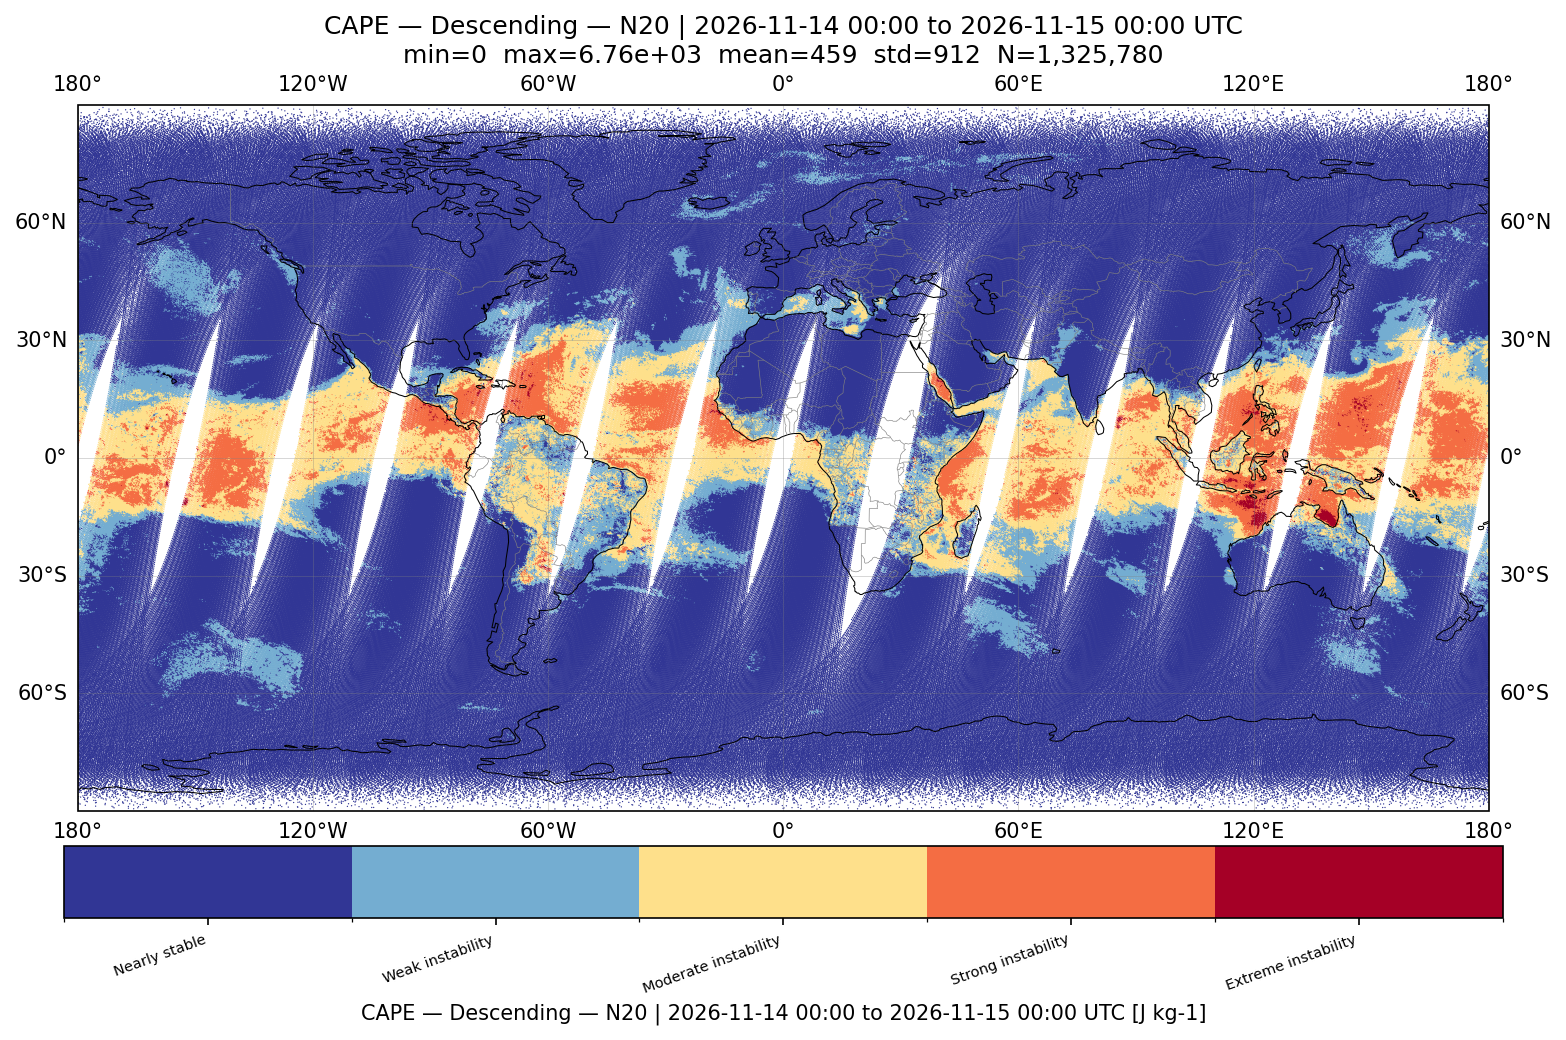 CAPE — Descending — N20 | 2026-11-14 00:00 to 2026-11-15 00:00 UTC
min=0 max=6.76e+03 mean=459 std=912 N=1,325,780
180° 120°W 60°W 0° 60°E 120°E 180°
60°N 60°N
30°N 30°N
0° 0°
30°S 30°S
60°S 60°S
180° 120°W 60°W 0° 60°E 120°E 180°
Nearly stable
Weak instability
Moderate instability
Strong instability
Extreme instability
CAPE — Descending — N20 | 2026-11-14 00:00 to 2026-11-15 00:00 UTC [J kg-1]